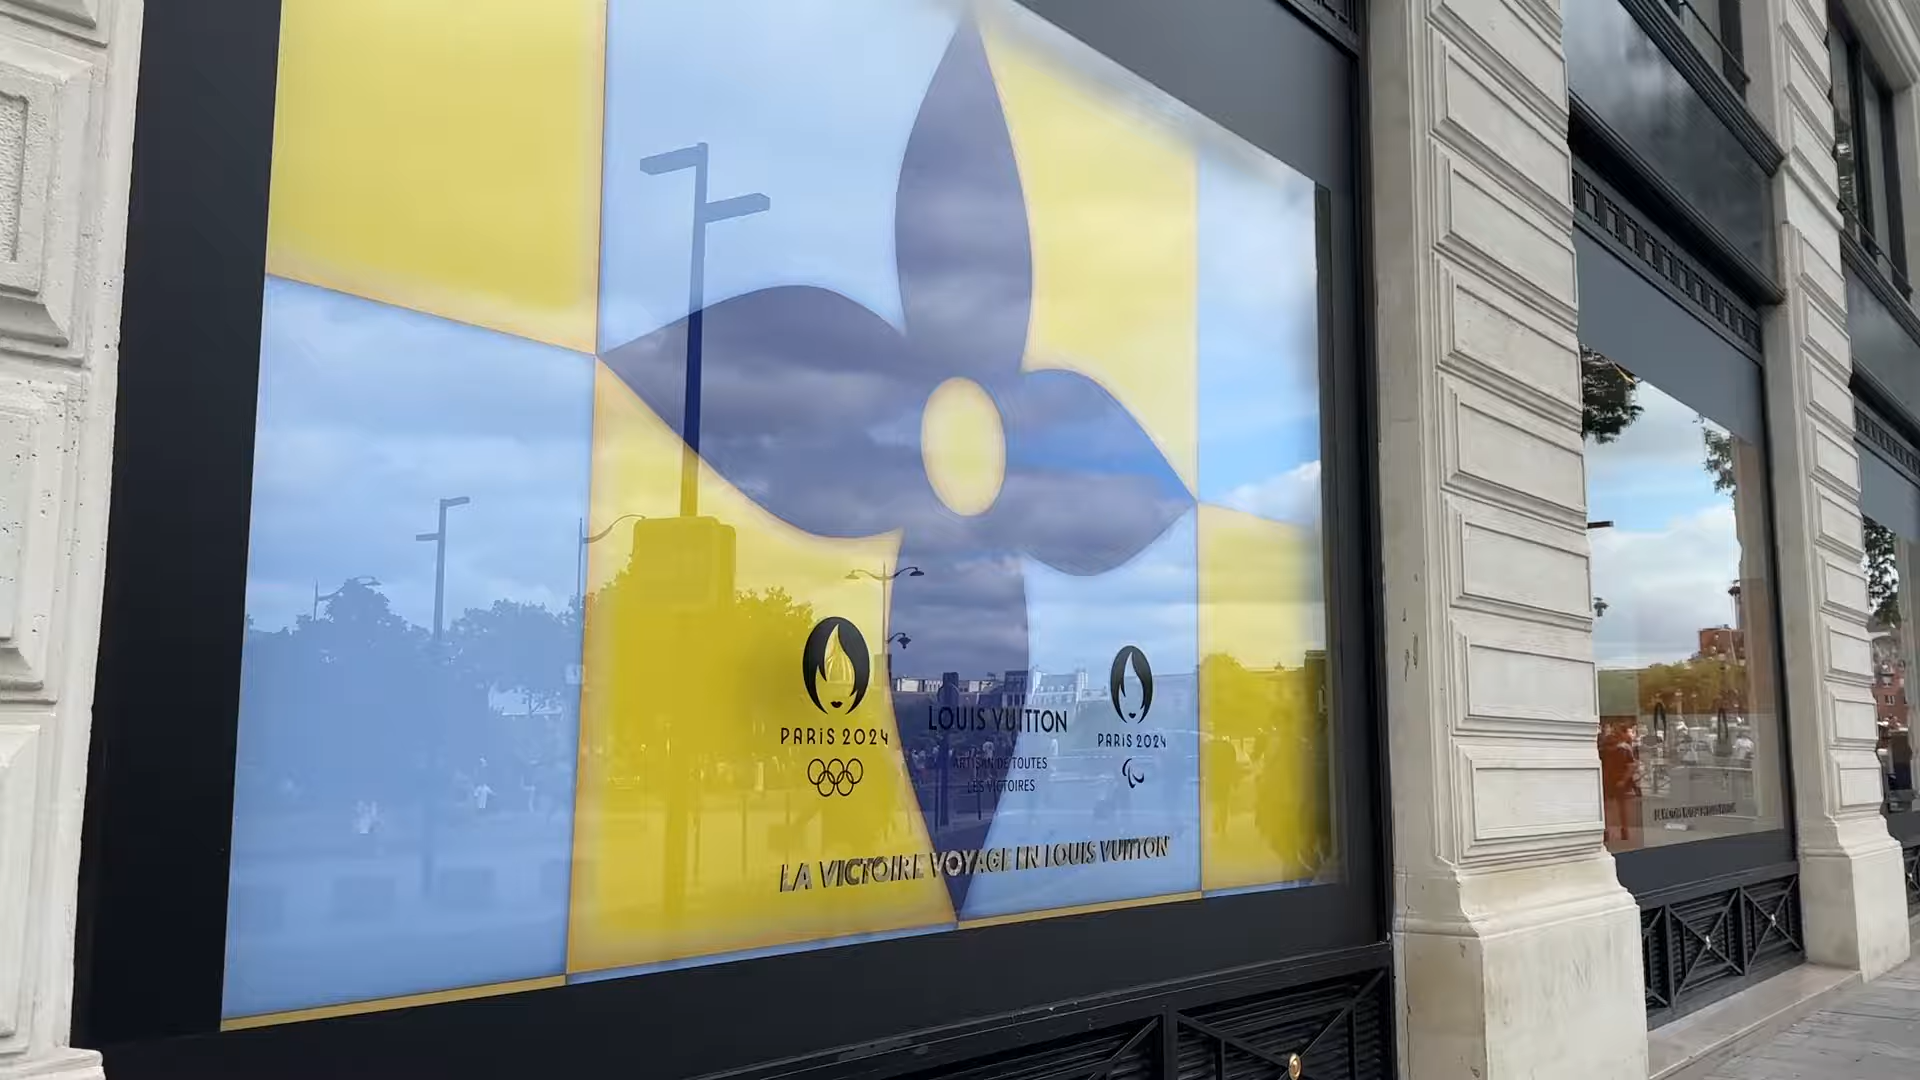 PARIS 2024
LOUIS VUITTON
ARTISAN DE TOUTES
LES VICTOIRES
PARIS 2024
LA VICTOIRE VOYAGE EN LOUIS VUITTON